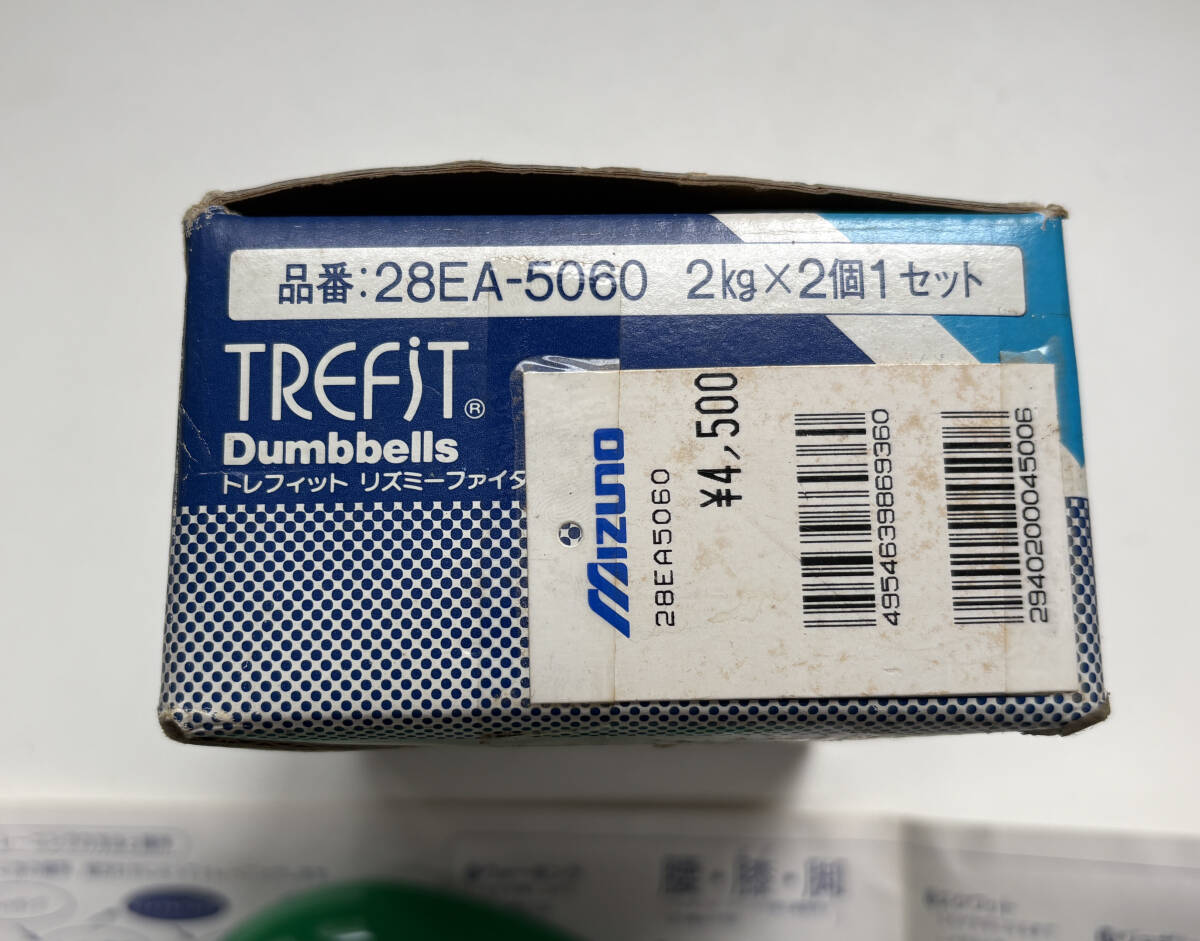 品番:28EA-5060 2kg×2個1セット
TREFiT®
Dumbbells
トレフィット リズミーファイタ
Mizuno
28EA5060
¥4,500
4954639869360
2940200045006
腰・膝・脚